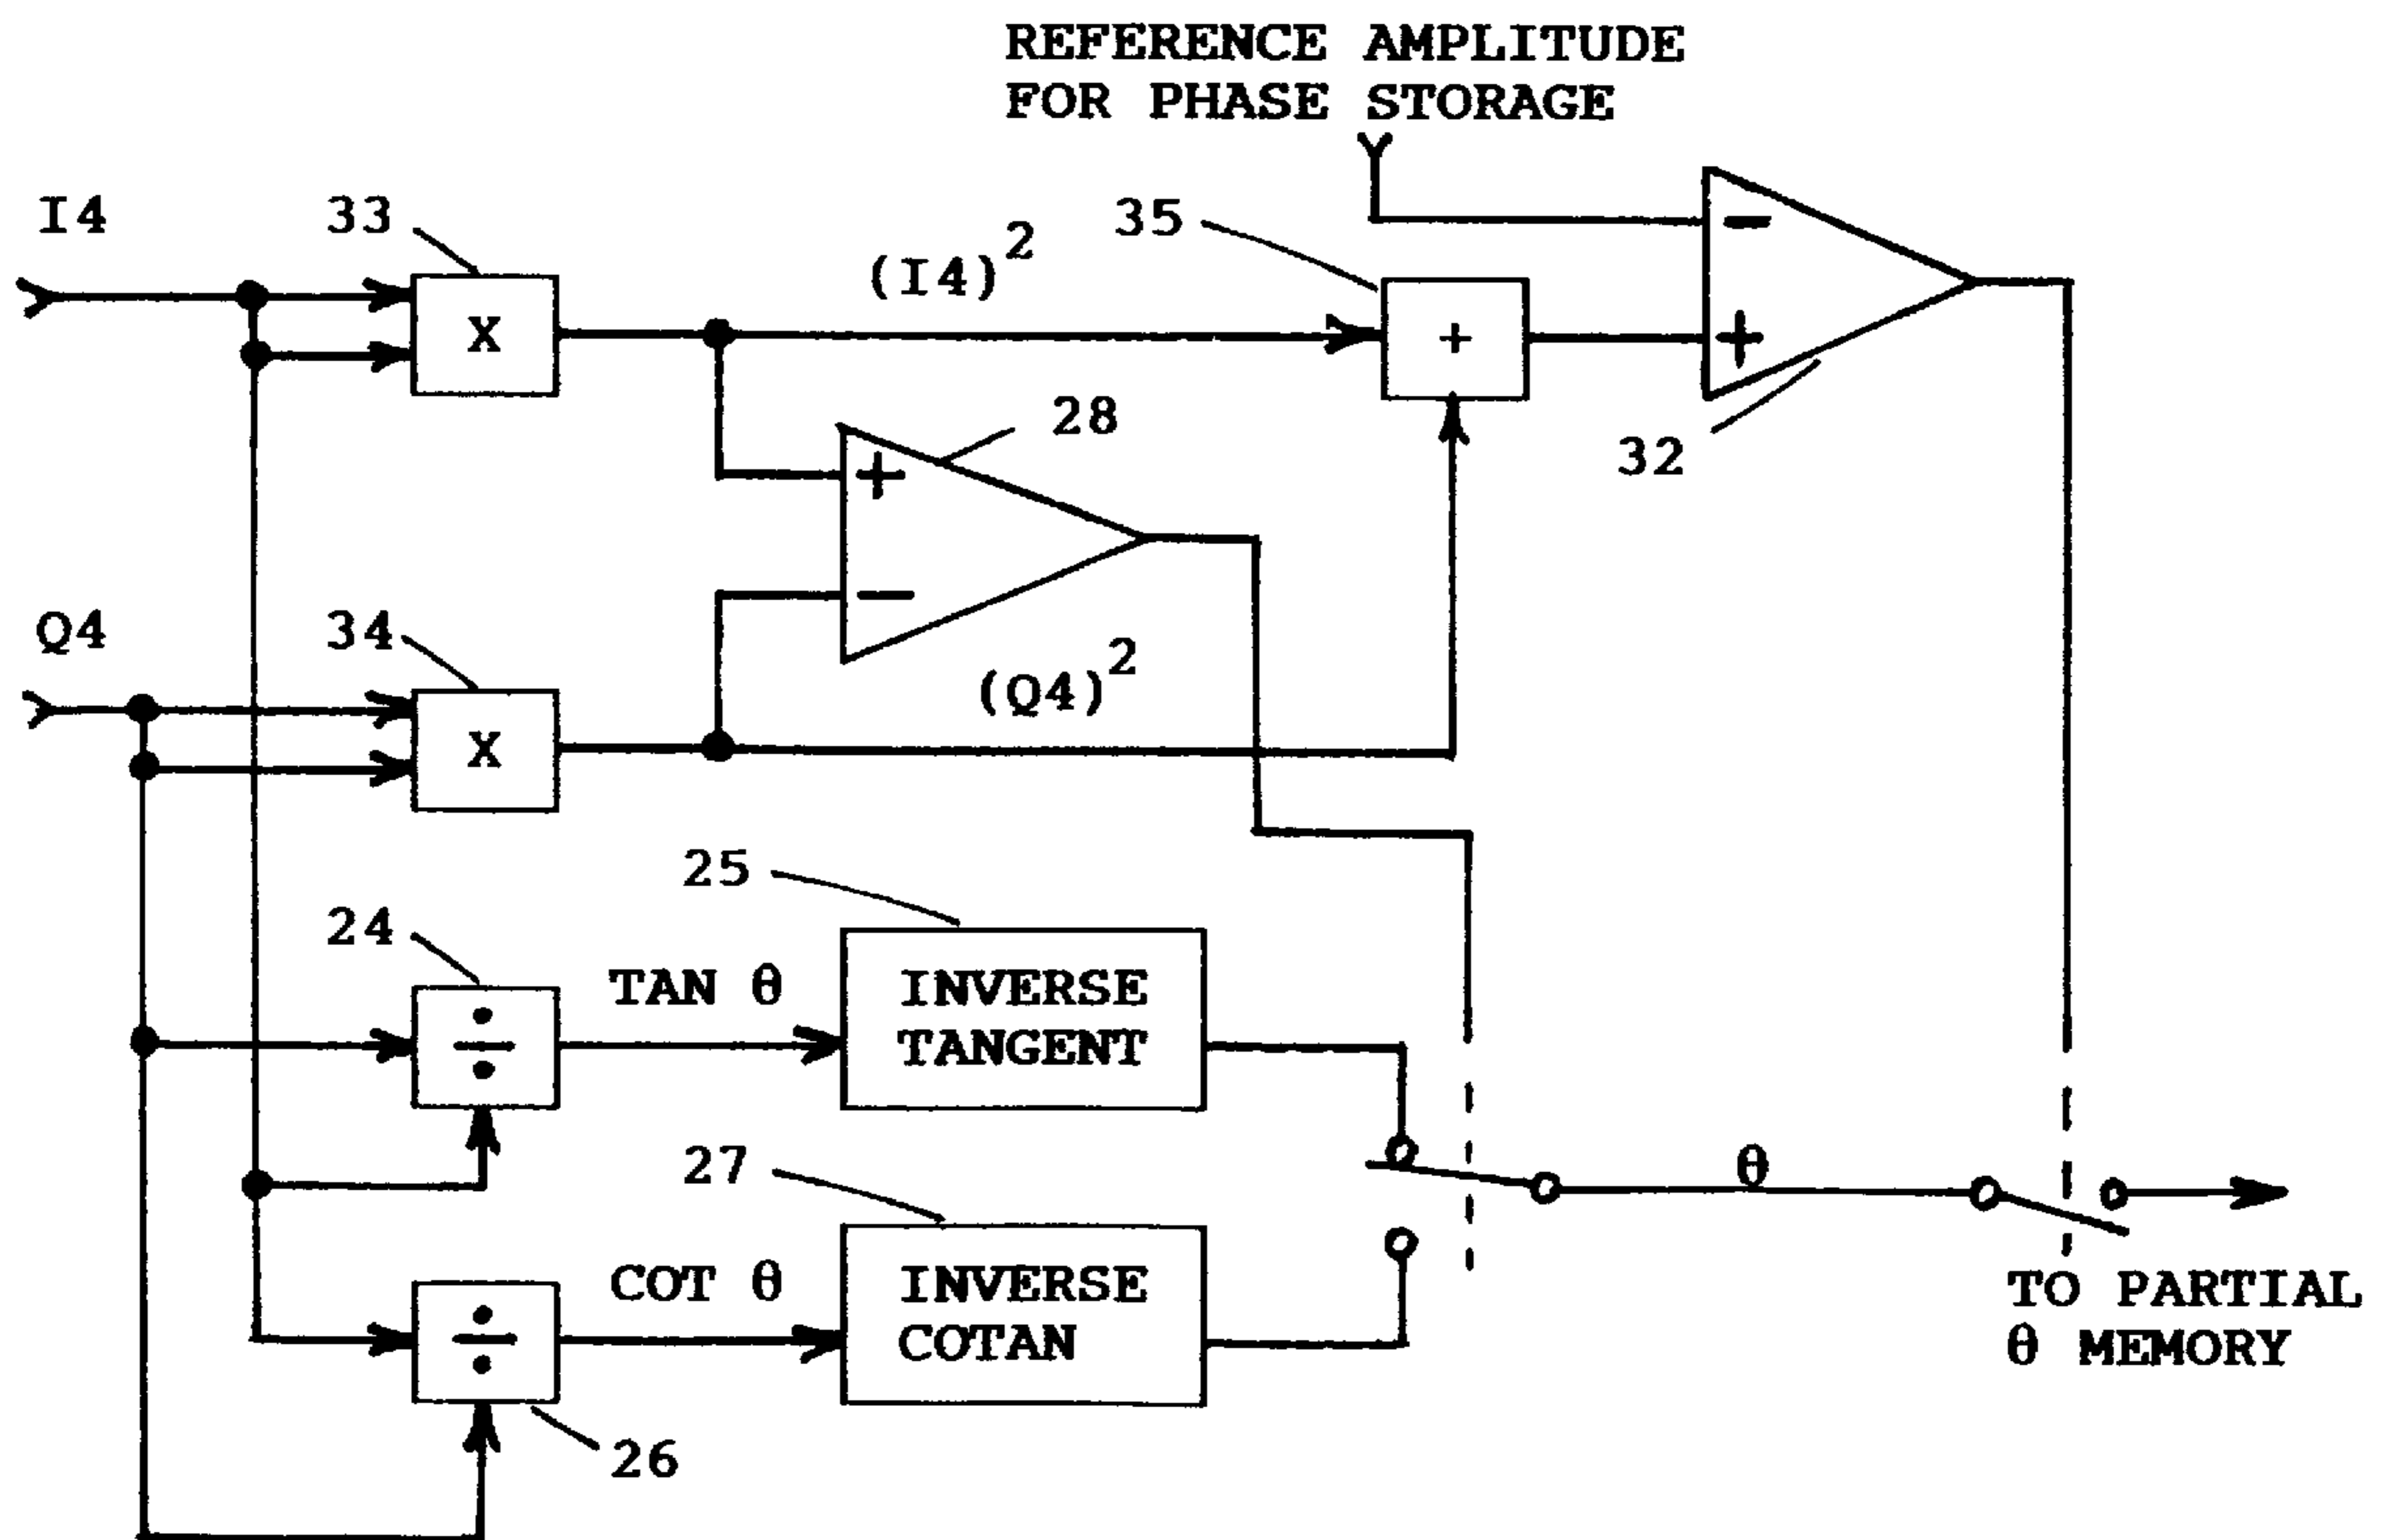 REFERENCE AMPLITUDE
FOR PHASE STORAGE
I4
33
(I4)²
35
X
+
−
+
32
28
+
−
Q4
34
(Q4)²
X
25
24
TAN θ
INVERSE
TANGENT
÷
27
θ
COT θ
INVERSE
COTAN
÷
26
TO PARTIAL
θ MEMORY